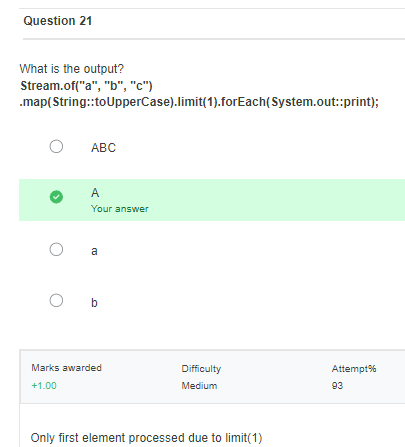 Question 21
What is the output?
Stream.of("a", "b", "c")
.map(String::toUpperCase).limit(1).forEach(System.out::print);
ABC
A
Your answer
a
b
Marks awarded Difficulty Attempt%
+1.00 Medium 93
Only first element processed due to limit(1)